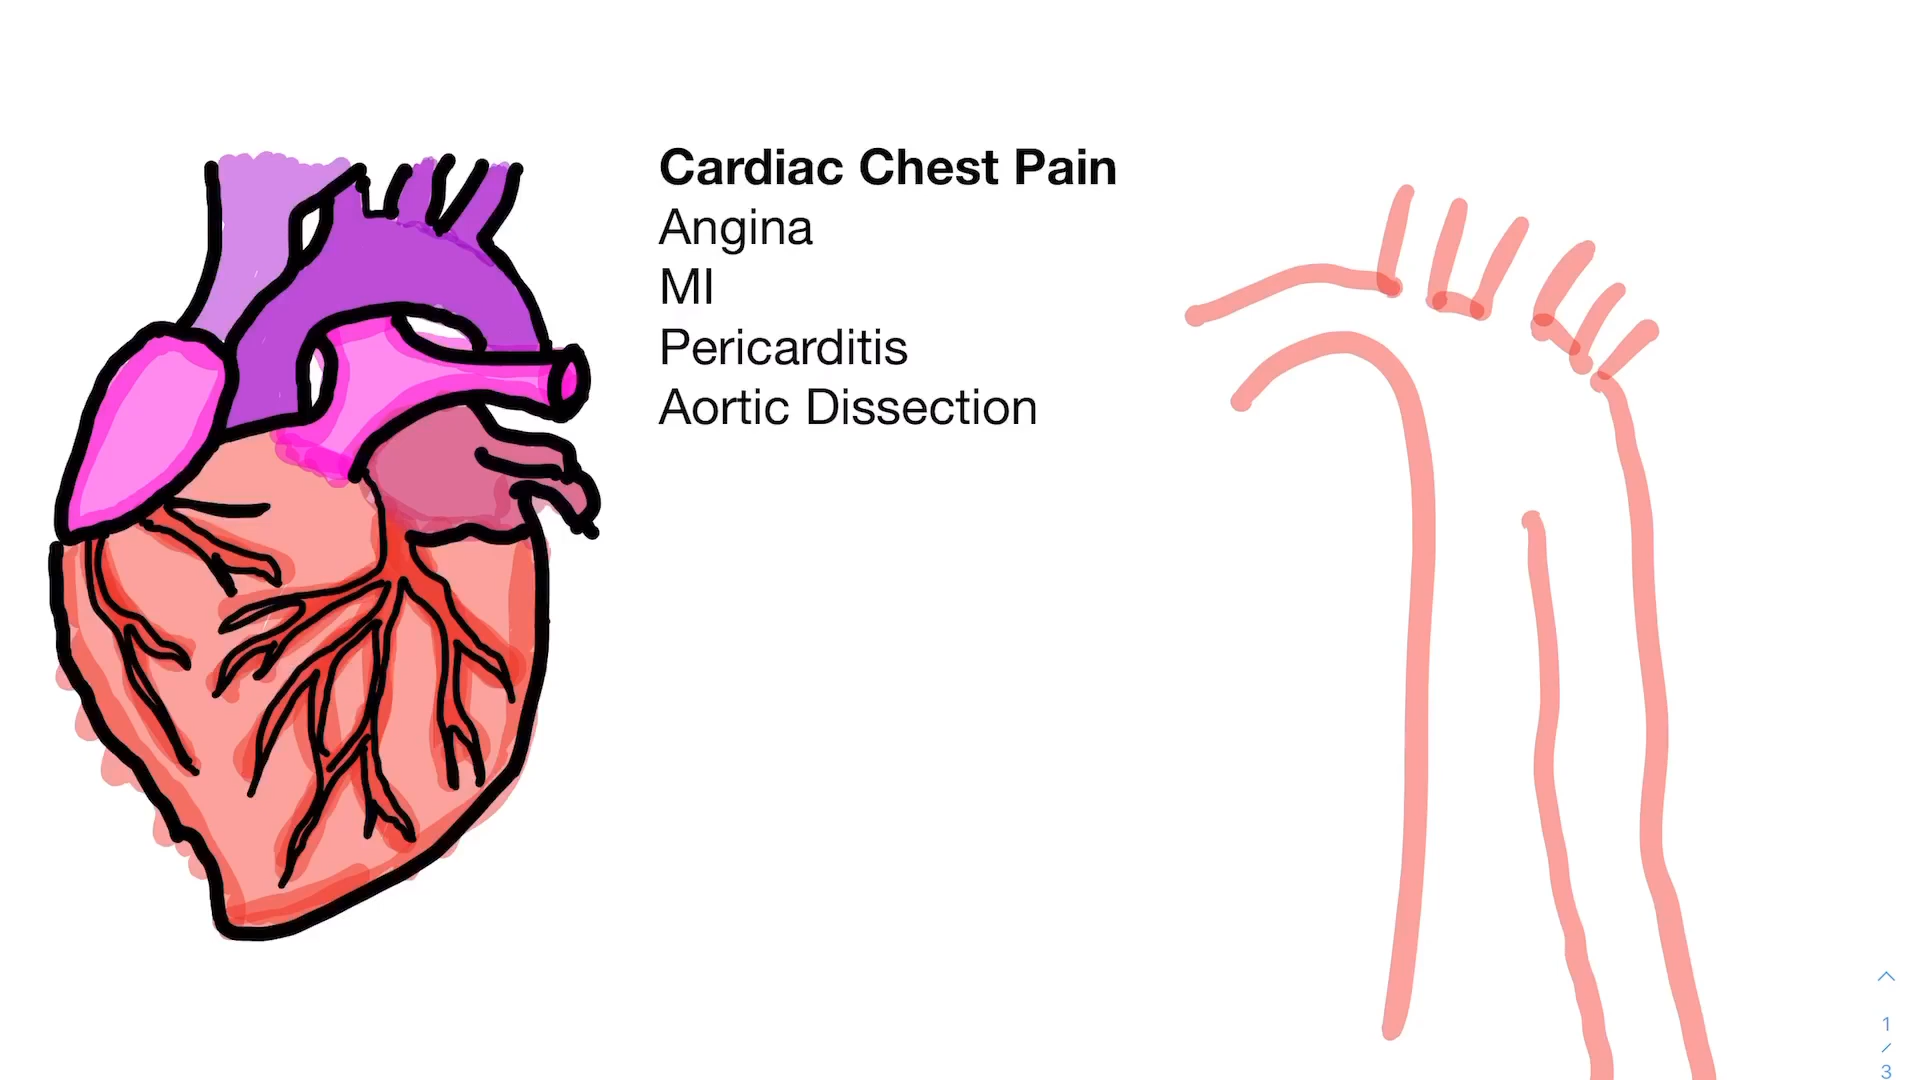 Cardiac Chest Pain
Angina
MI
Pericarditis
Aortic Dissection
1
/
3